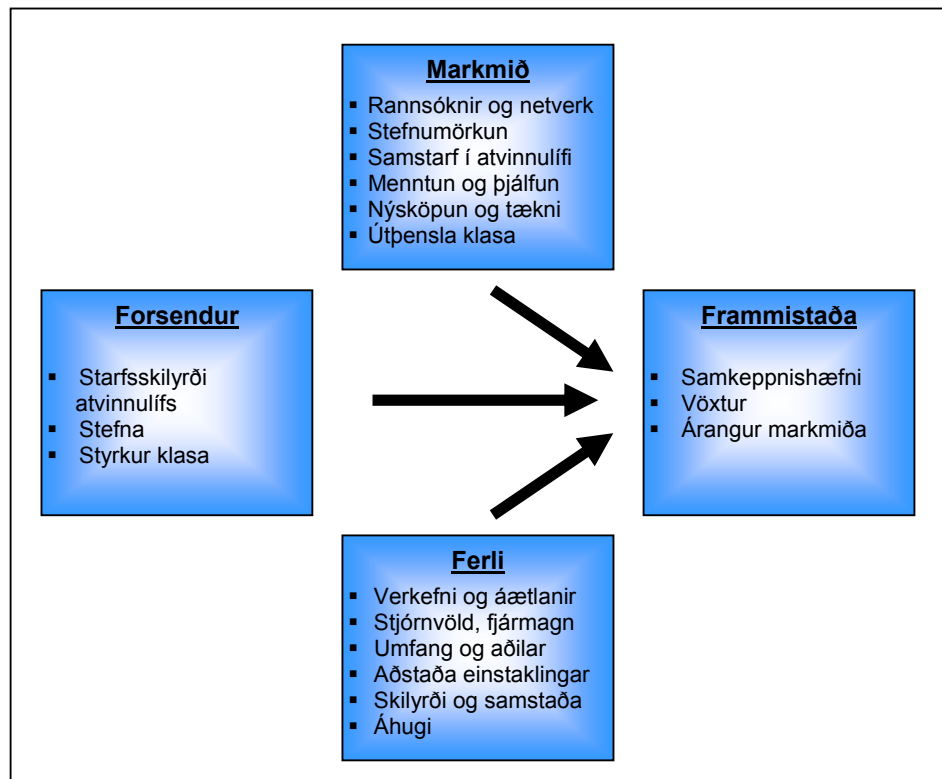 Markmið
▪ Rannsóknir og netverk
▪ Stefnumörkun
▪ Samstarf í atvinnulífi
▪ Menntun og þjálfun
▪ Nýsköpun og tækni
▪ Útþensla klasa
Forsendur
▪ Starfsskilyrði
atvinnulífs
▪ Stefna
▪ Styrkur klasa
Frammistaða
▪ Samkeppnishæfni
▪ Vöxtur
▪ Árangur markmiða
Ferli
▪ Verkefni og áætlanir
▪ Stjórnvöld, fjármagn
▪ Umfang og aðilar
▪ Aðstaða einstaklingar
▪ Skilyrði og samstaða
▪ Áhugi